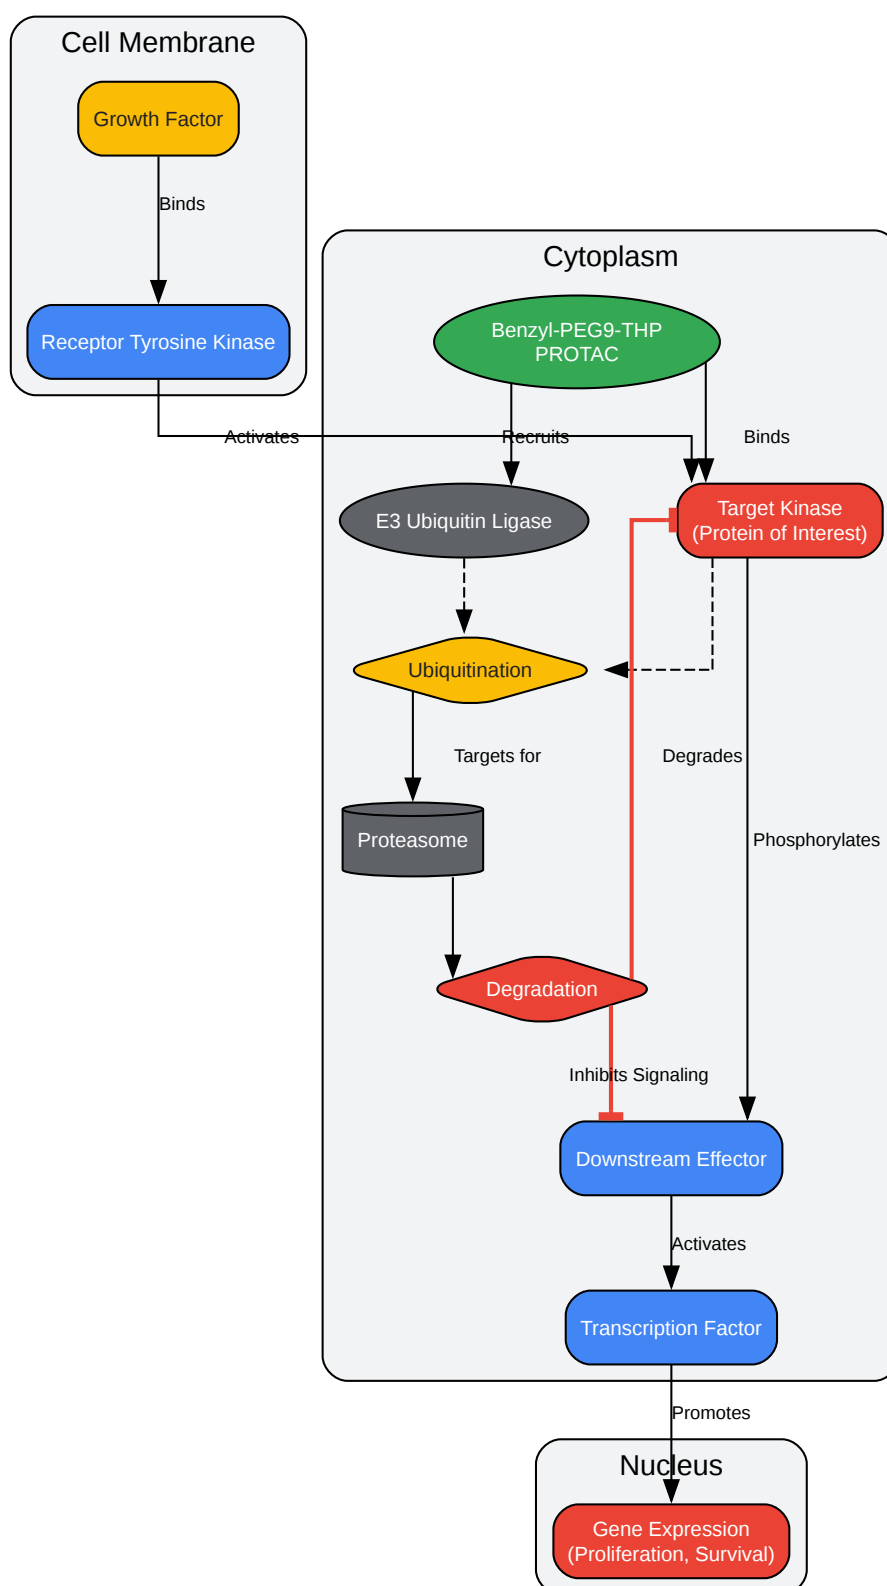 Cell Membrane
Growth Factor
Binds
Cytoplasm
Receptor Tyrosine Kinase
Benzyl-PEG9-THP
PROTAC
Activates
Recruits
Binds
E3 Ubiquitin Ligase
Target Kinase
(Protein of Interest)
Ubiquitination
Targets for
Degrades
Proteasome
Phosphorylates
Degradation
Inhibits Signaling
Downstream Effector
Activates
Transcription Factor
Promotes
Nucleus
Gene Expression
(Proliferation, Survival)